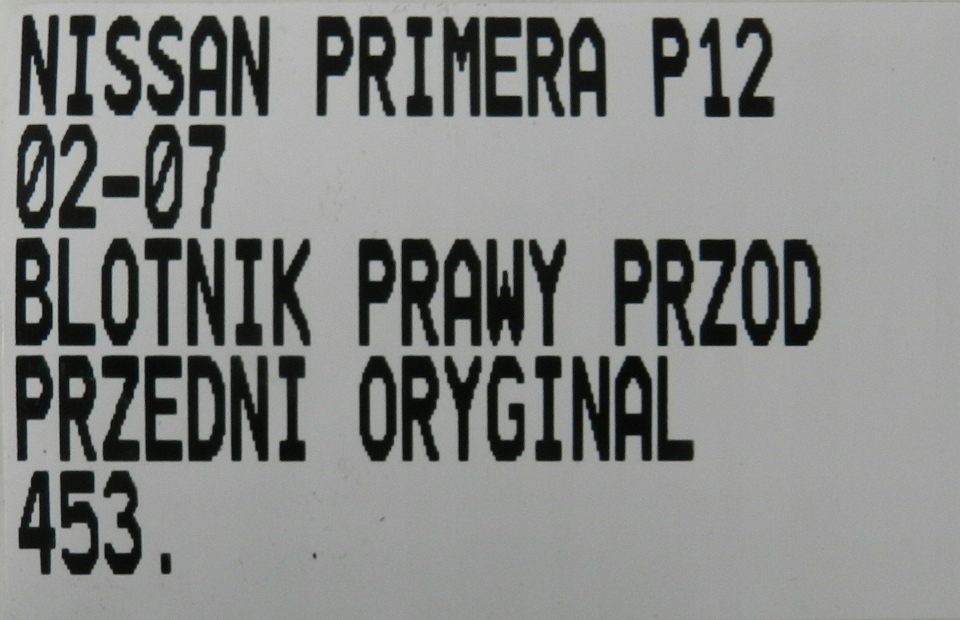 NISSAN PRIMERA P12
02-07
BLOTNIK PRAWY PRZOD
PRZEDNI ORYGINAL
453.